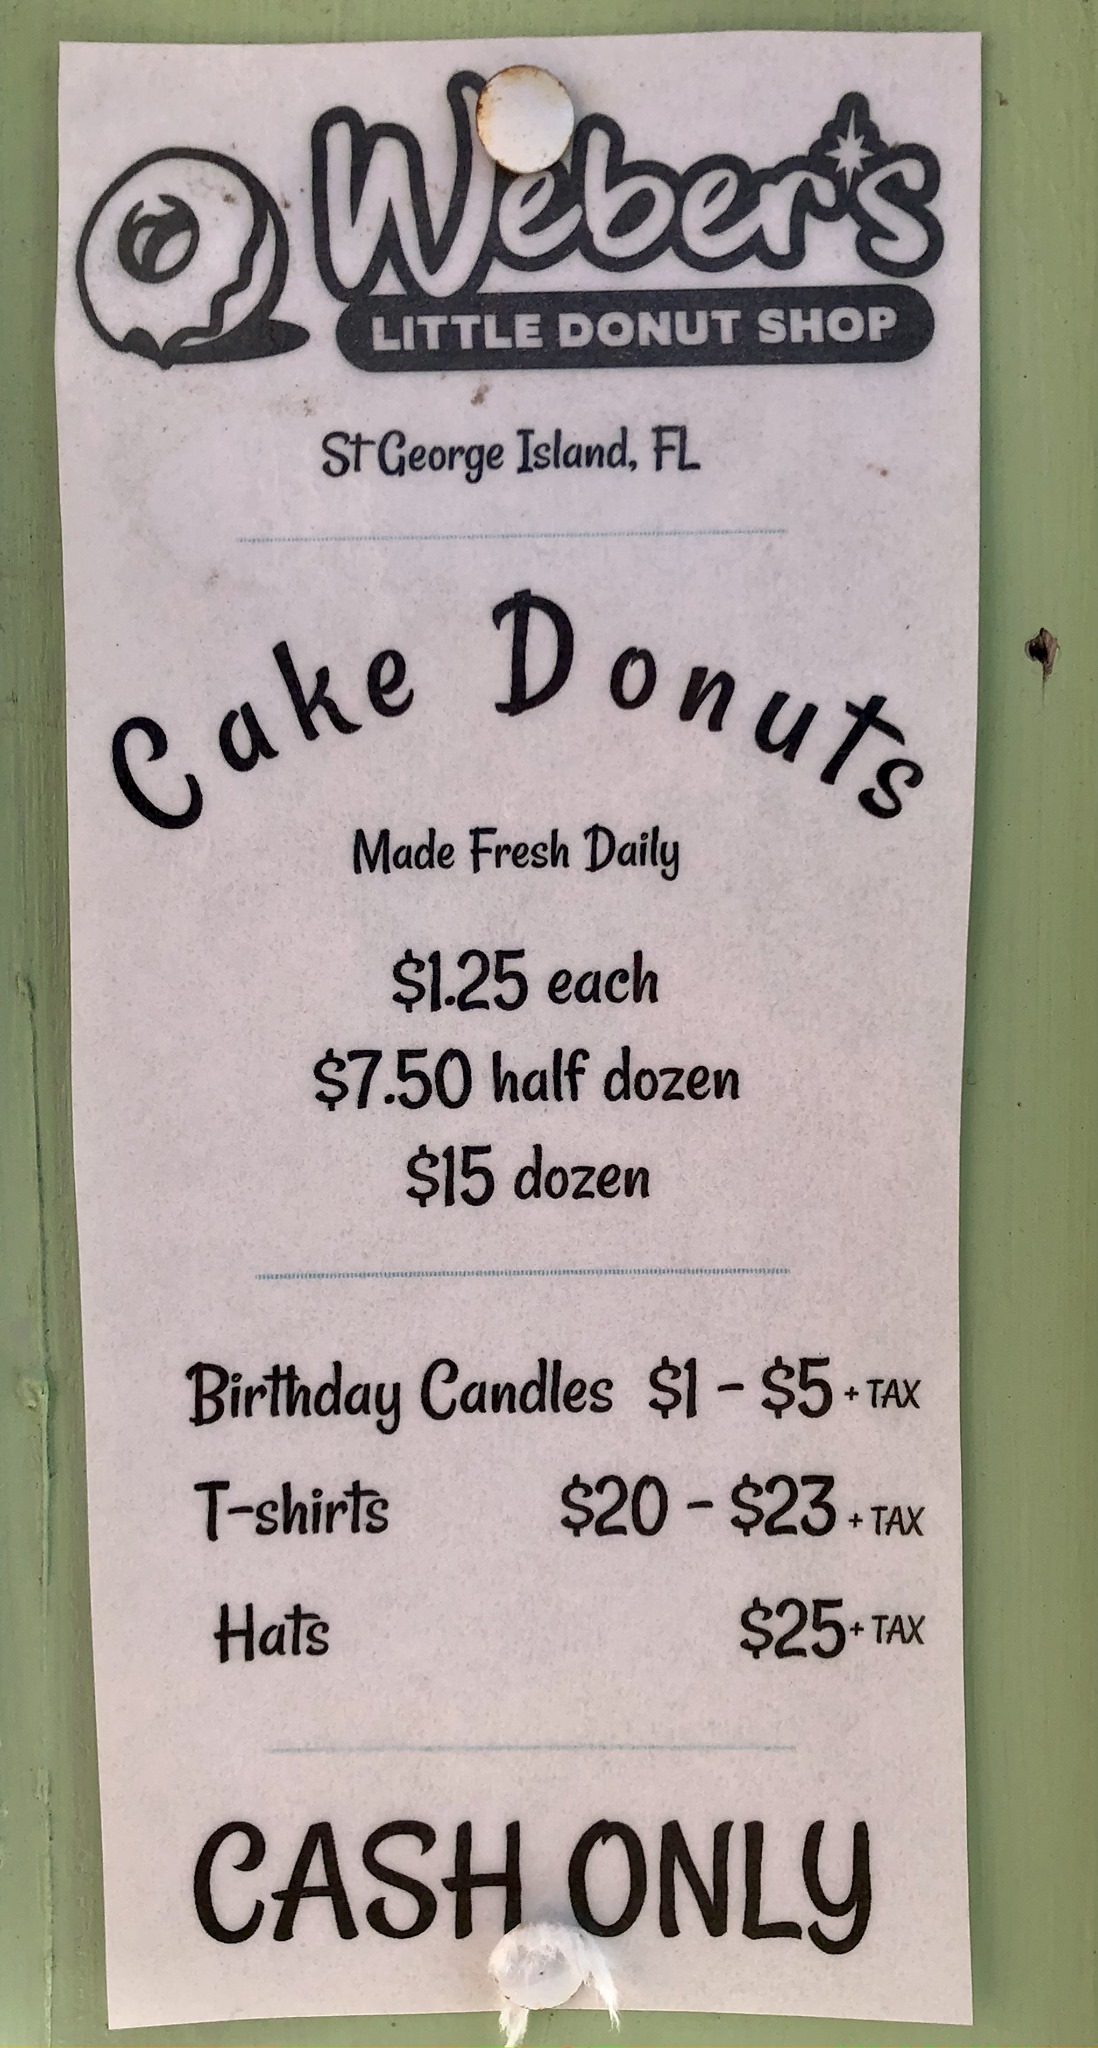 Weber's
LITTLE DONUT SHOP
St George Island, FL
Cake Donuts
Made Fresh Daily
$1.25 each
$7.50 half dozen
$15 dozen
Birthday Candles $1 - $5 + TAX
T-shirts $20 - $23 + TAX
Hats $25 + TAX
CASH ONLY